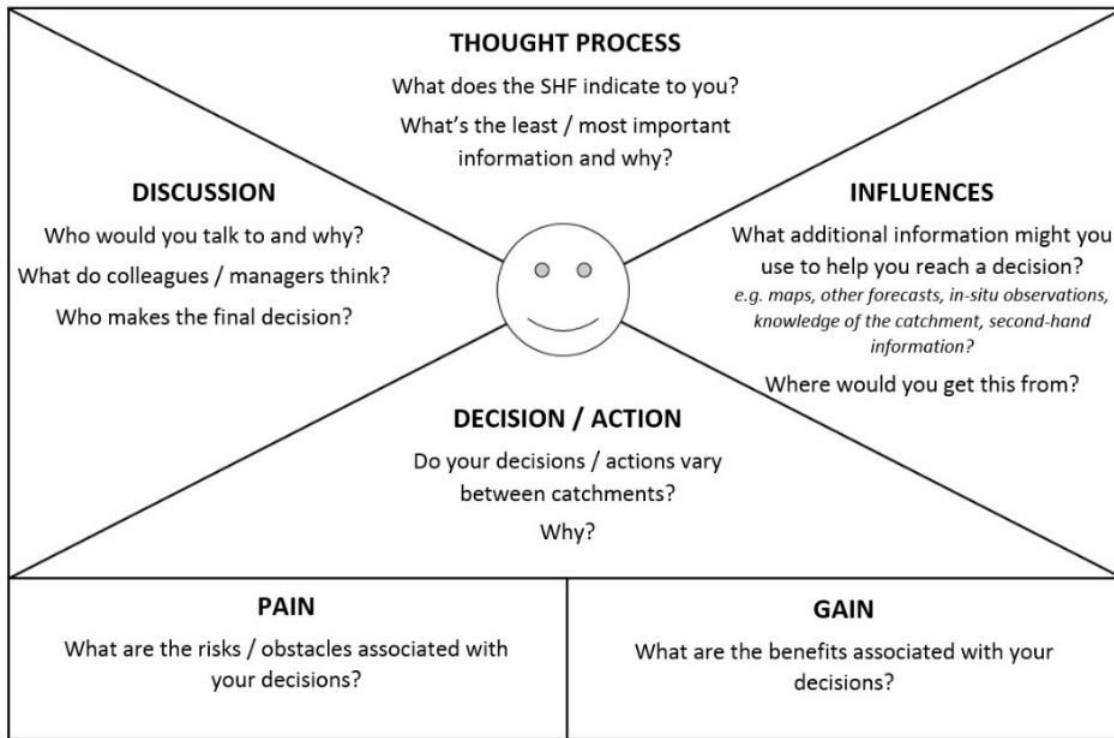 THOUGHT PROCESS
What does the SHF indicate to you?
What's the least / most important
information and why?
DISCUSSION
Who would you talk to and why?
What do colleagues / managers think?
Who makes the final decision?
INFLUENCES
What additional information might you
use to help you reach a decision?
e.g. maps, other forecasts, in-situ observations,
knowledge of the catchment, second-hand
information?
Where would you get this from?
DECISION / ACTION
Do your decisions / actions vary
between catchments?
Why?
PAIN
What are the risks / obstacles associated with
your decisions?
GAIN
What are the benefits associated with your
decisions?